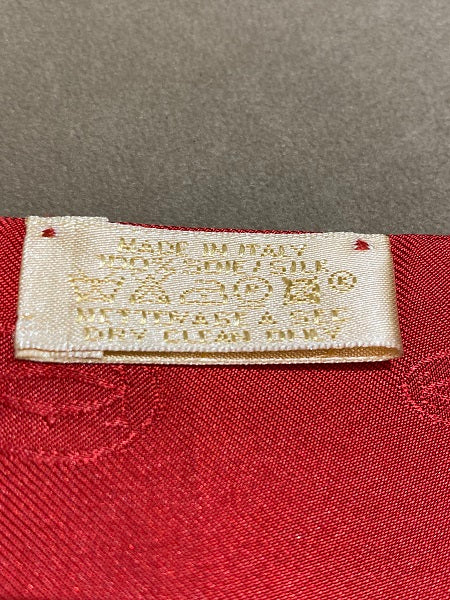 MADE IN ITALY
100% SOIE/SILK
P ®
NETTOYAGE A SEC
DRY CLEAN ONLY